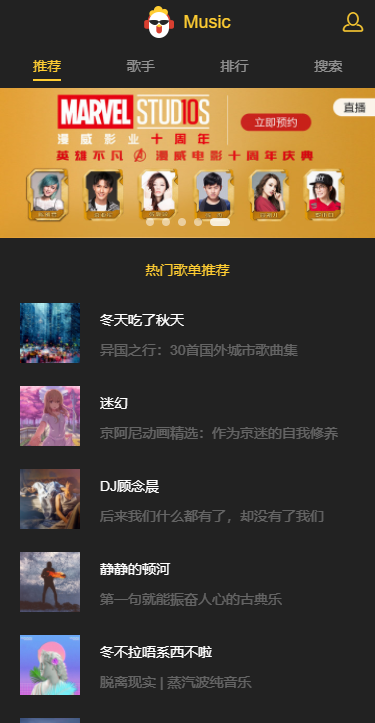 Music
推荐
歌手
排行
搜索
MARVEL STUDIOS
直播
漫威影业十周年
立即预约
英雄不凡 漫威电影十周年庆典
热门歌单推荐
冬天吃了秋天
异国之行：30首国外城市歌曲集
迷幻
京阿尼动画精选：作为京迷的自我修养
DJ顾念晨
后来我们什么都有了，却没有了我们
静静的顿河
第一句就能振奋人心的古典乐
冬不拉唔系西不啦
脱离现实 | 蒸汽波纯音乐